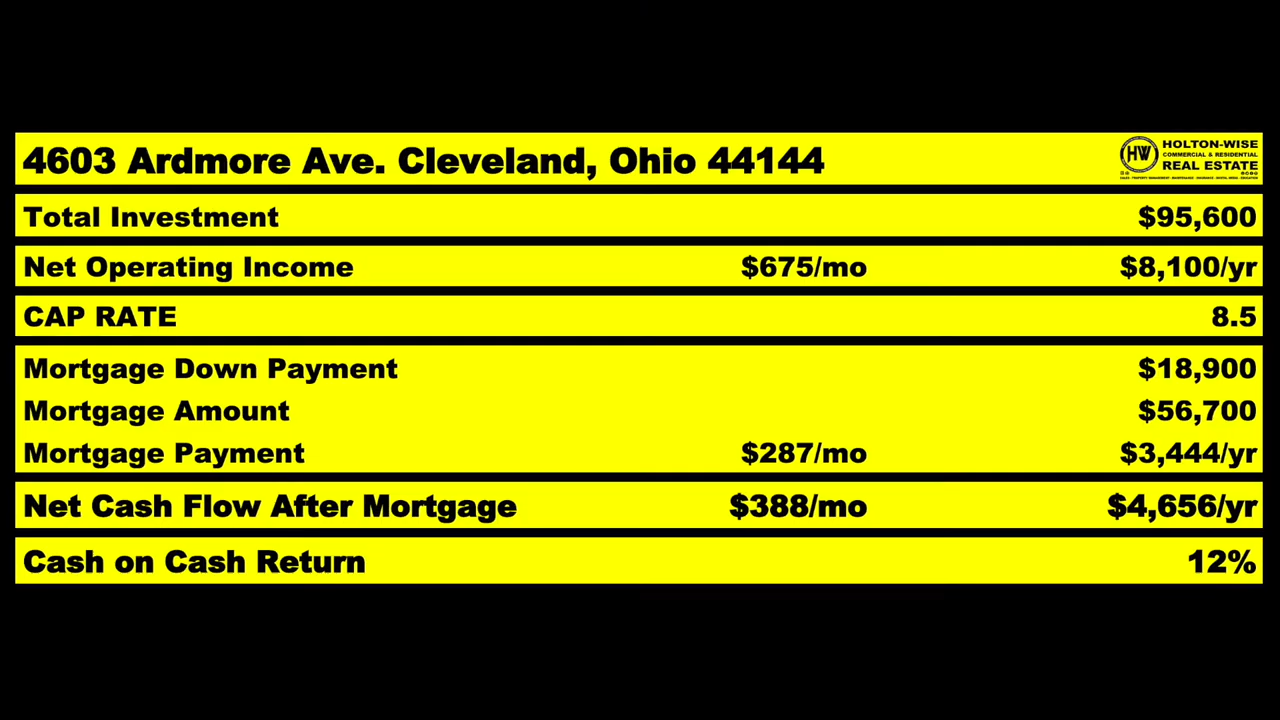 4603 Ardmore Ave. Cleveland, Ohio 44144
HW
HOLTON-WISE
COMMERCIAL & RESIDENTIAL
REAL ESTATE
Total Investment $95,600
Net Operating Income $675/mo $8,100/yr
CAP RATE 8.5
Mortgage Down Payment $18,900
Mortgage Amount $56,700
Mortgage Payment $287/mo $3,444/yr
Net Cash Flow After Mortgage $388/mo $4,656/yr
Cash on Cash Return 12%